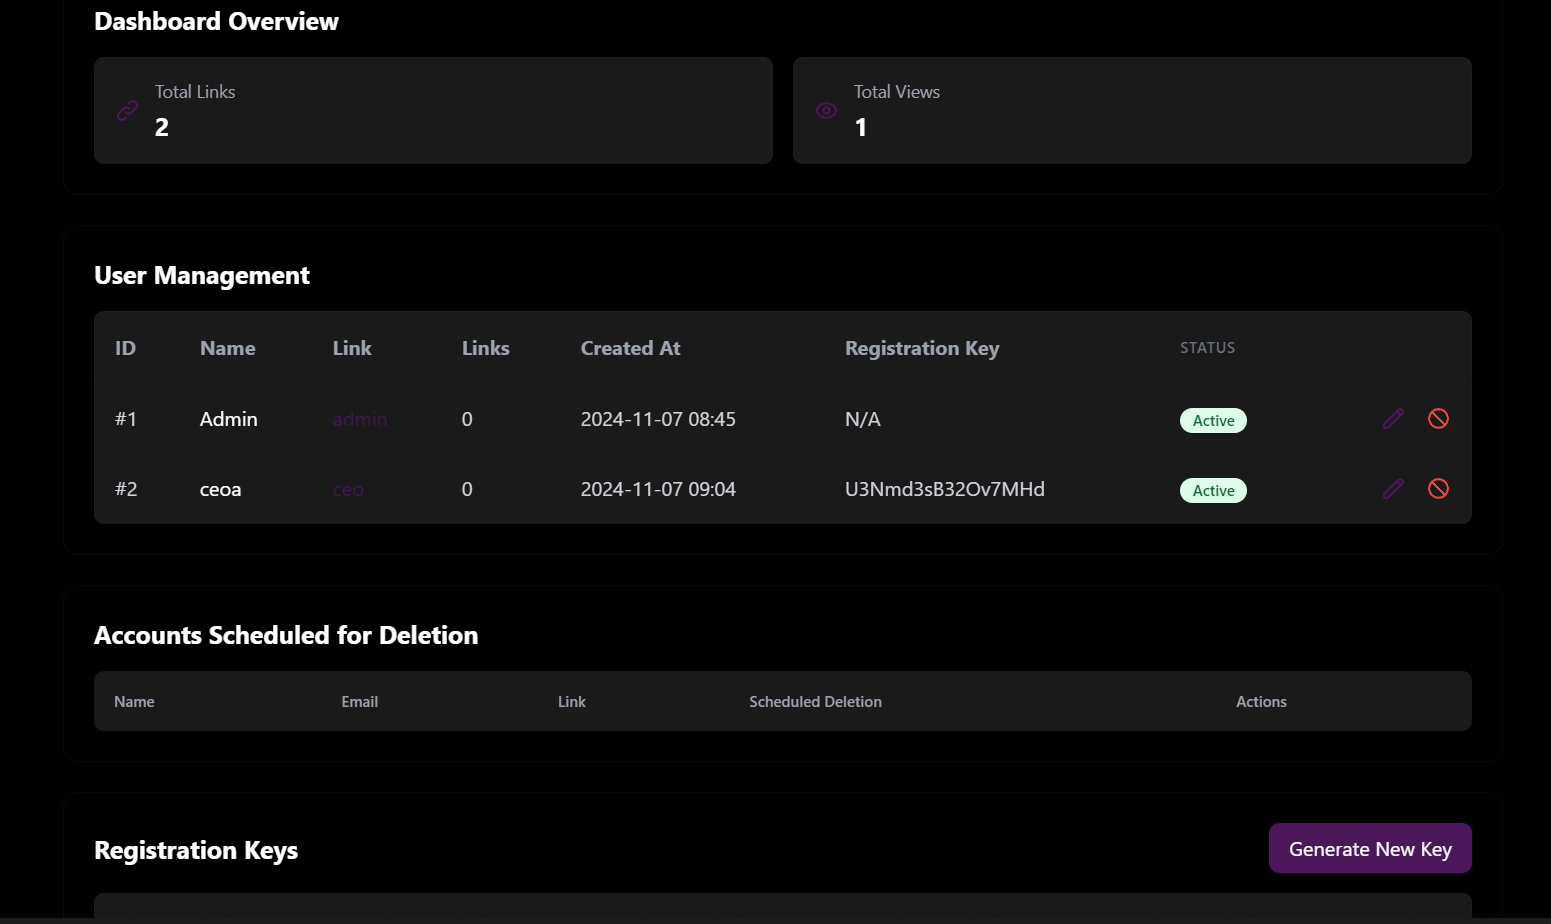 Dashboard Overview
Total Links
2
Total Views
1
User Management
ID Name Link Links Created At Registration Key STATUS
#1 Admin admin 0 2024-11-07 08:45 N/A Active
#2 ceoa ceo 0 2024-11-07 09:04 U3Nmd3sB32Ov7MHd Active
Accounts Scheduled for Deletion
Name Email Link Scheduled Deletion Actions
Registration Keys
Generate New Key